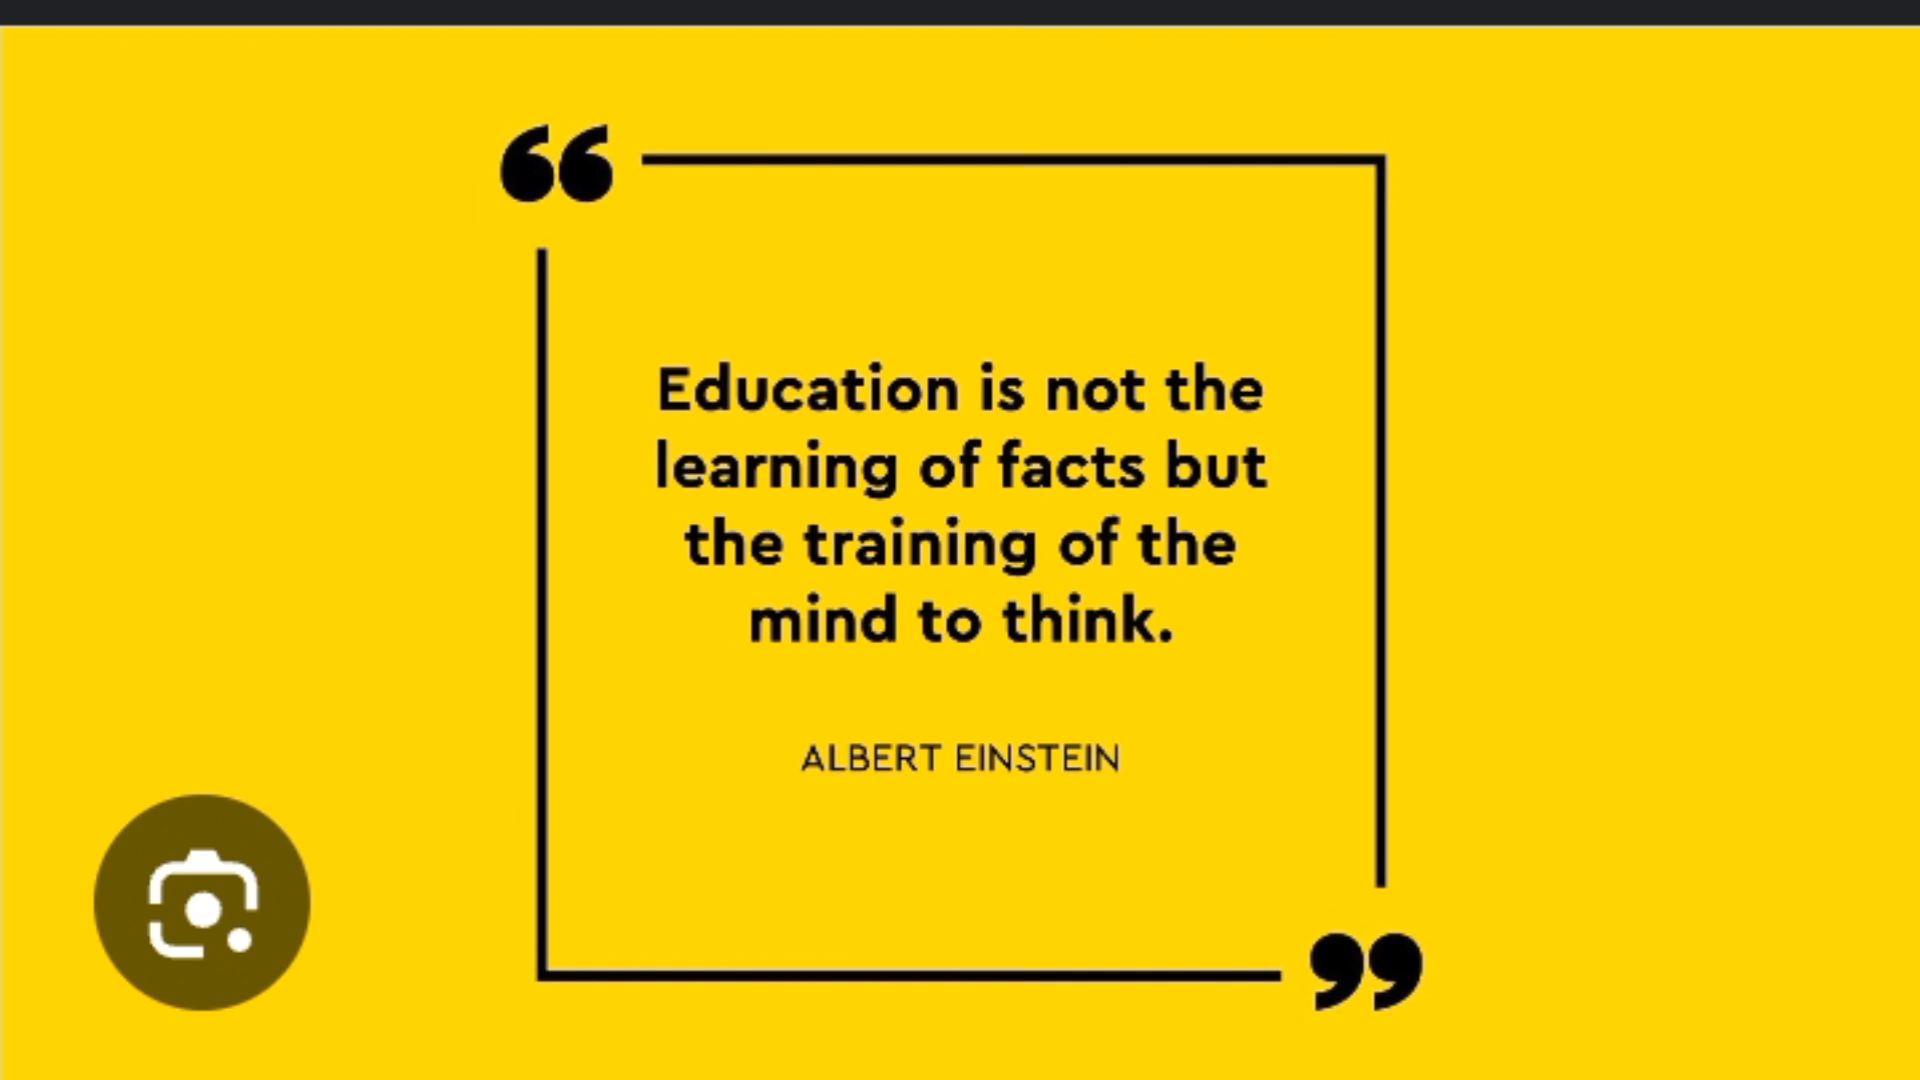 “
Education is not the
learning of facts but
the training of the
mind to think.
ALBERT EINSTEIN
”